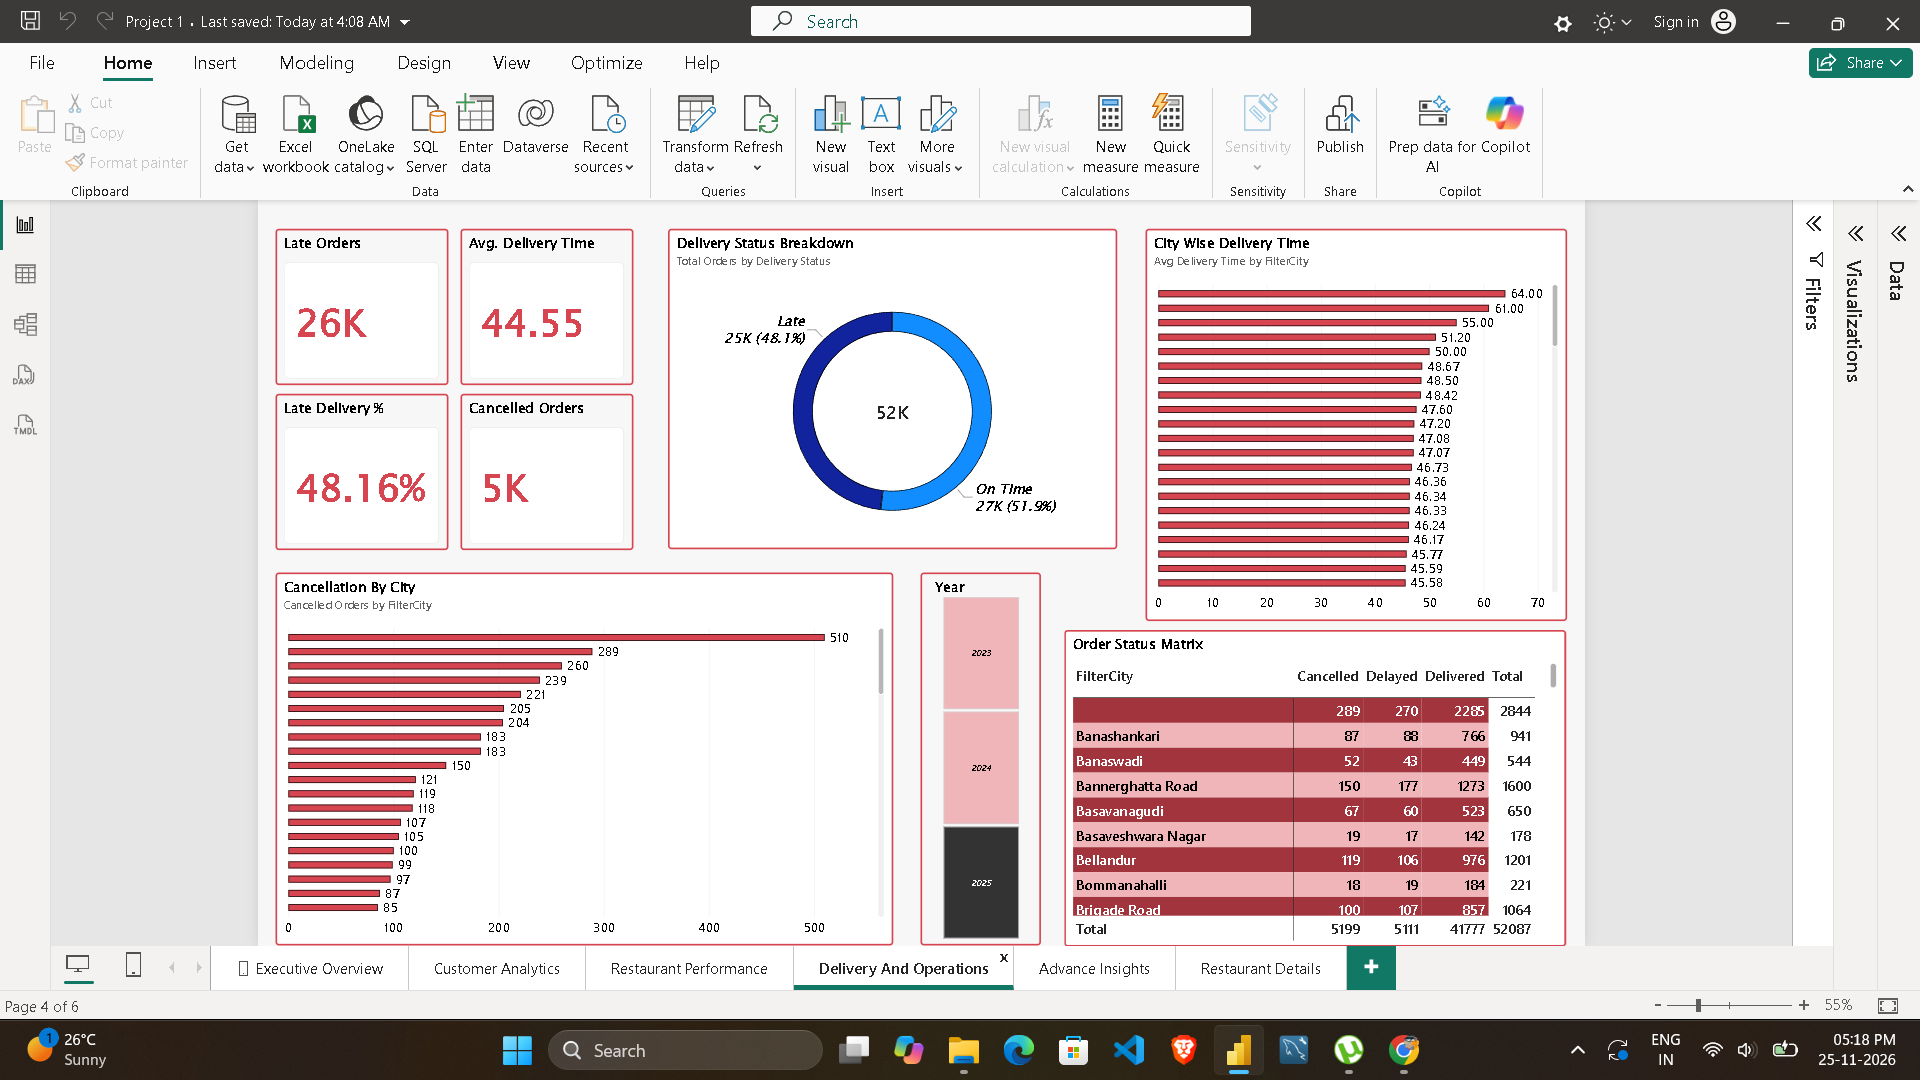 Project 1 • Last saved: Today at 4:08 AM
Search
Sign in
File
Home
Insert
Modeling
Design
View
Optimize
Help
Share
Paste
Cut
Copy
Format painter
Clipboard
Get data
Excel workbook
OneLake catalog
SQL Server
Enter data
Dataverse
Recent sources
Data
Transform data
Refresh
Queries
New visual
Text box
More visuals
Insert
New visual calculation
New measure
Quick measure
Calculations
Sensitivity
Sensitivity
Publish
Share
Prep data for AI
Copilot
Copilot
DAX
TMDL
Late Orders
26K
Avg. Delivery Time
44.55
Late Delivery %
48.16%
Cancelled Orders
5K
Delivery Status Breakdown
Total Orders by Delivery Status
Late
25K (48.1%)
52K
On Time
27K (51.9%)
City Wise Delivery Time
Avg Delivery Time by FilterCity
64.00
61.00
55.00
51.20
50.00
48.67
48.50
48.42
47.60
47.20
47.08
47.07
46.73
46.36
46.34
46.33
46.24
46.17
45.77
45.59
45.58
0 10 20 30 40 50 60 70
Cancellation By City
Cancelled Orders by FilterCity
510
289
260
239
221
205
204
183
183
150
121
119
118
107
105
100
99
97
87
85
0 100 200 300 400 500
Year
2023
2024
2025
Order Status Matrix
FilterCity Cancelled Delayed Delivered Total
289 270 2285 2844
Banashankari 87 88 766 941
Banaswadi 52 43 449 544
Bannerghatta Road 150 177 1273 1600
Basavanagudi 67 60 523 650
Basaveshwara Nagar 19 17 142 178
Bellandur 119 106 976 1201
Bommanahalli 18 19 184 221
Brigade Road 100 107 857 1064
Total 5199 5111 41777 52087
Filters
Visualizations
Data
Executive Overview
Customer Analytics
Restaurant Performance
Delivery And Operations
x
Advance Insights
Restaurant Details
+
Page 4 of 6
- + 55%
1
26°C
Sunny
Search
ENG
IN
05:18 PM
25-11-2026